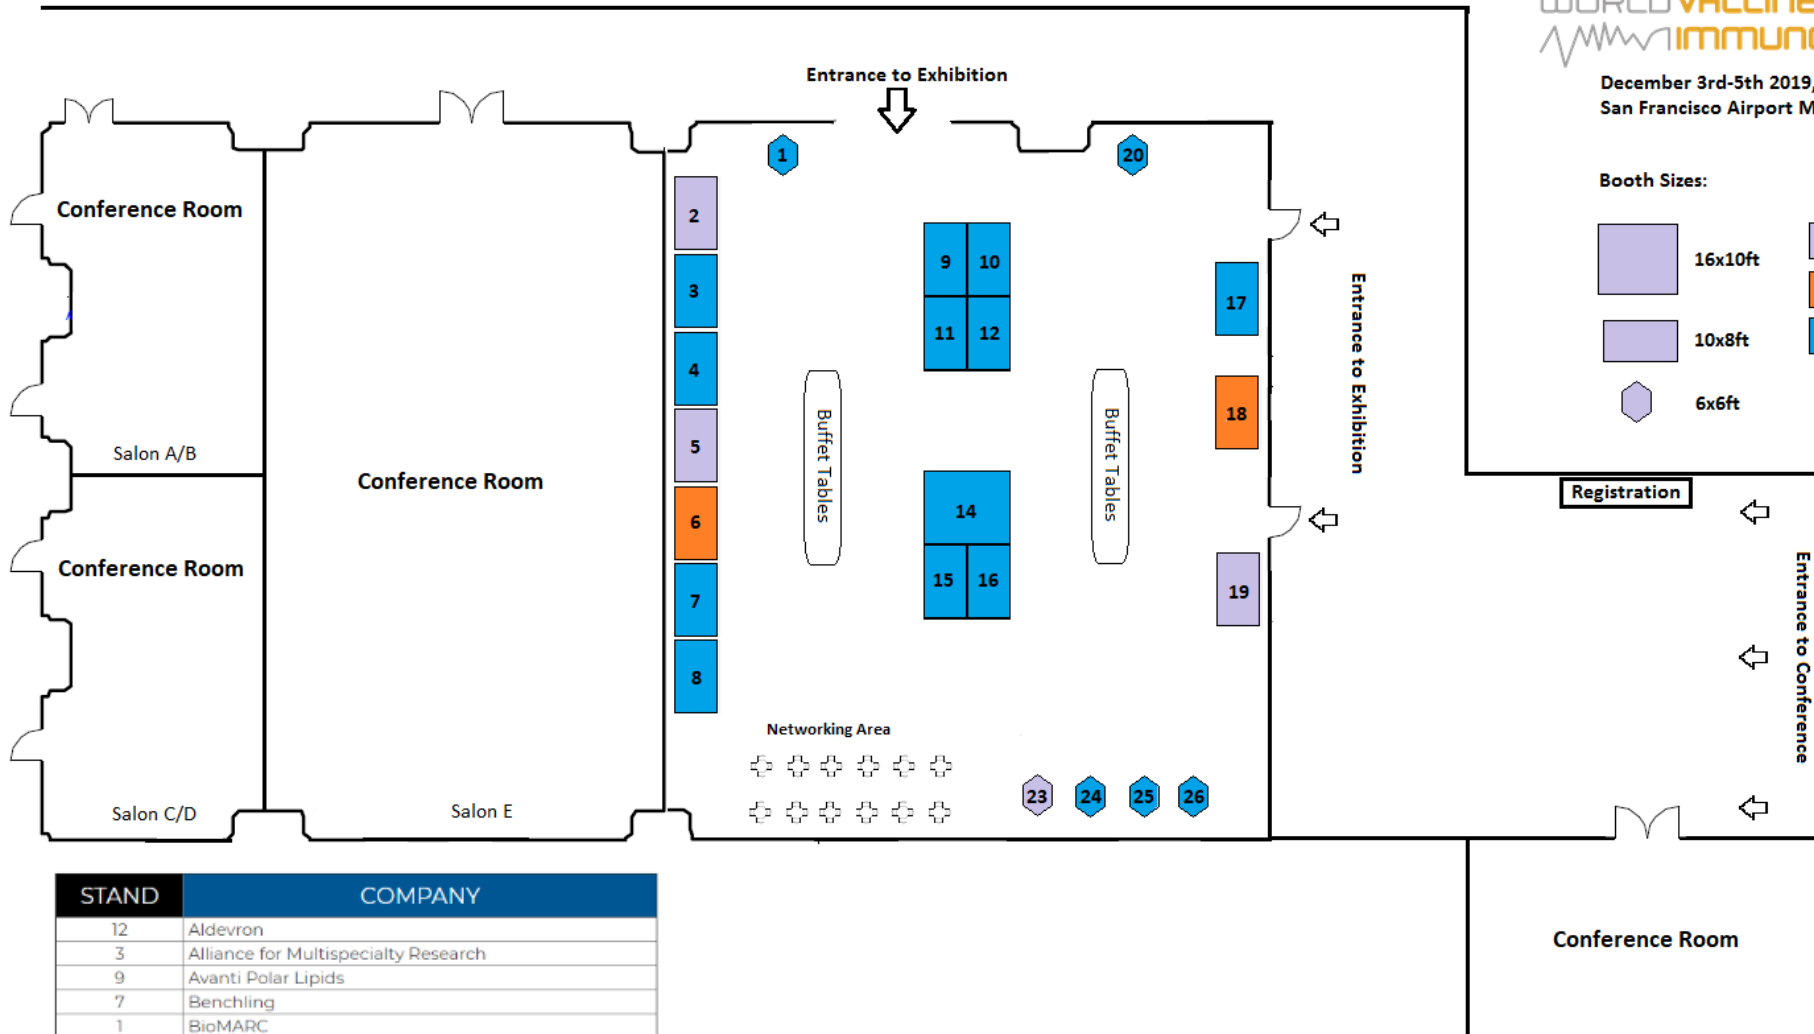 WORLD VACCINE
IMMUNO
Entrance to Exhibition
December 3rd-5th 2019,
San Francisco Airport M
1
20
Booth Sizes:
Conference Room
2
9
10
16x10ft
3
17
Entrance to Exhibition
11
12
10x8ft
4
Buffet Tables
Buffet Tables
18
6x6ft
Salon A/B
5
Conference Room
Registration
6
14
Conference Room
7
15
16
19
Entrance to Conference
8
Networking Area
23
24
25
26
Salon C/D
Salon E
STAND COMPANY
12 Aldevron
3 Alliance for Multispecialty Research
9 Avanti Polar Lipids
7 Benchling
1 BioMARC
Conference Room